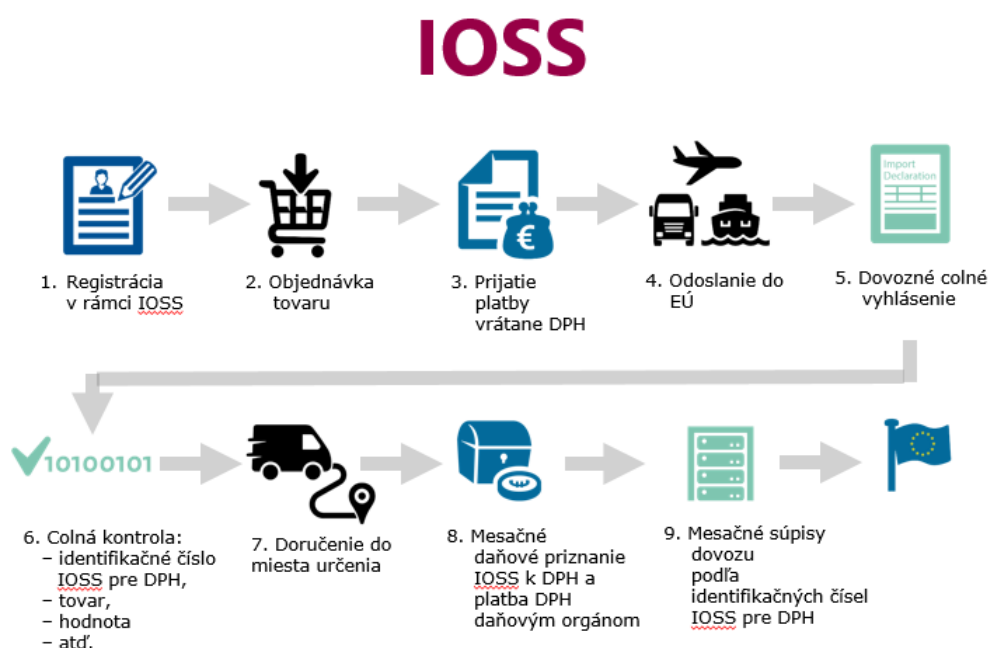 IOSS
Import
Declaration
1. Registrácia
v rámci IOSS
2. Objednávka
tovaru
3. Prijatie
platby
vrátane DPH
€
4. Odoslanie do
EÚ
5. Dovozné colné
vyhlásenie
10100101
6. Colná kontrola:
– identifikačné číslo
IOSS pre DPH,
– tovar,
– hodnota
– atď.
7. Doručenie do
miesta určenia
8. Mesačné
daňové priznanie
IOSS k DPH a
platba DPH
daňovým orgánom
9. Mesačné súpisy
dovozu
podľa
identifikačných čísel
IOSS pre DPH